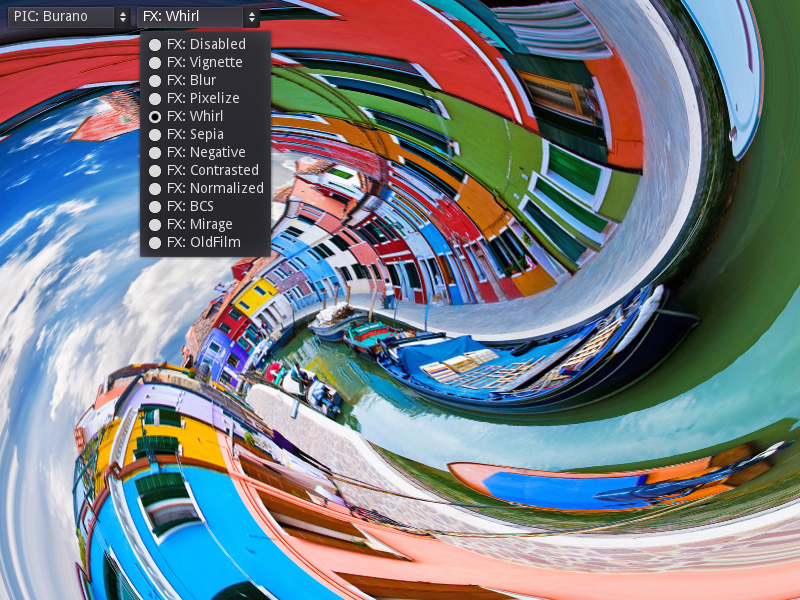 PIC: Burano
FX: Whirl
FX: Disabled
FX: Vignette
FX: Blur
FX: Pixelize
FX: Whirl
FX: Sepia
FX: Negative
FX: Contrasted
FX: Normalized
FX: BCS
FX: Mirage
FX: OldFilm